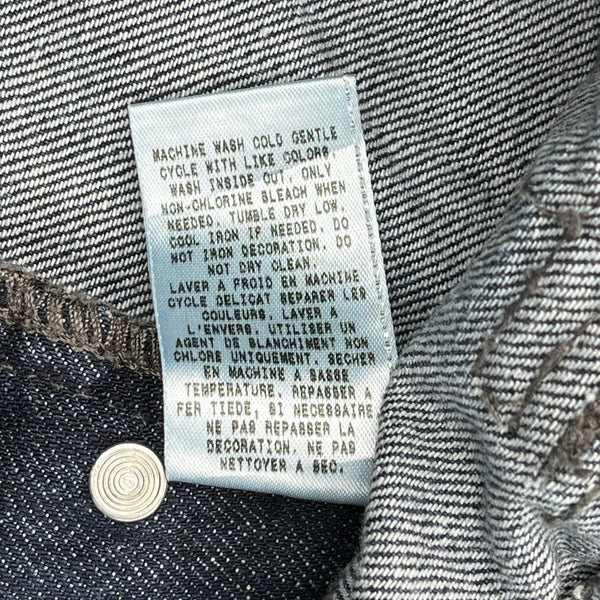 MACHINE WASH COLD GENTLE
CYCLE WITH LIKE COLORS.
WASH INSIDE OUT. ONLY
NON-CHLORINE BLEACH WHEN
NEEDED. TUMBLE DRY LOW.
COOL IRON IF NEEDED. DO
NOT IRON DECORATION. DO
NOT DRY CLEAN.
LAVER A FROID EN MACHINE
CYCLE DELICAT SEPARER LES
COULEURS. LAVER A
L'ENVERS. UTILISER UN
AGENT DE BLANCHIMENT NON
CHLORE UNIQUEMENT. SECHER
EN MACHINE A BASSE
TEMPERATURE. REPASSER A
FER TIEDE, SI NECESSAIRE
NE PAS REPASSER LA
DECORATION. NE PAS
NETTOYER A SEC.